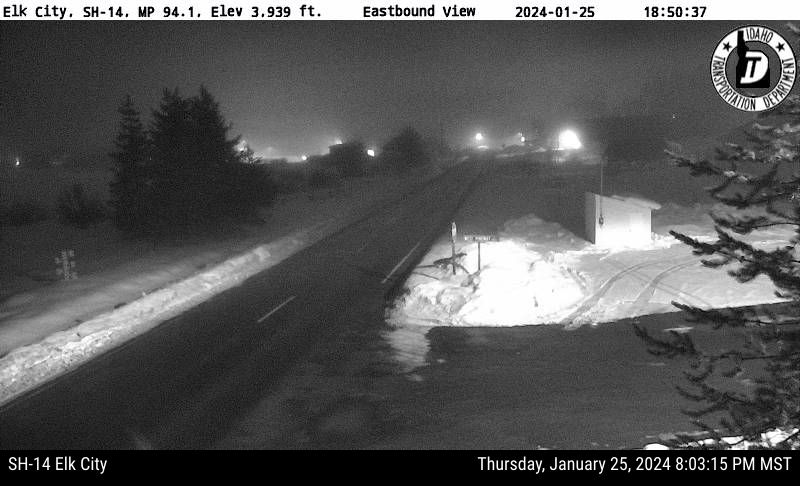 Elk City, SH-14, MP 94.1, Elev 3,939 ft. Eastbound View 2024-01-25 18:50:37
IDAHO
TRANSPORTATION DEPARTMENT
SH-14 Elk City
Thursday, January 25, 2024 8:03:15 PM MST